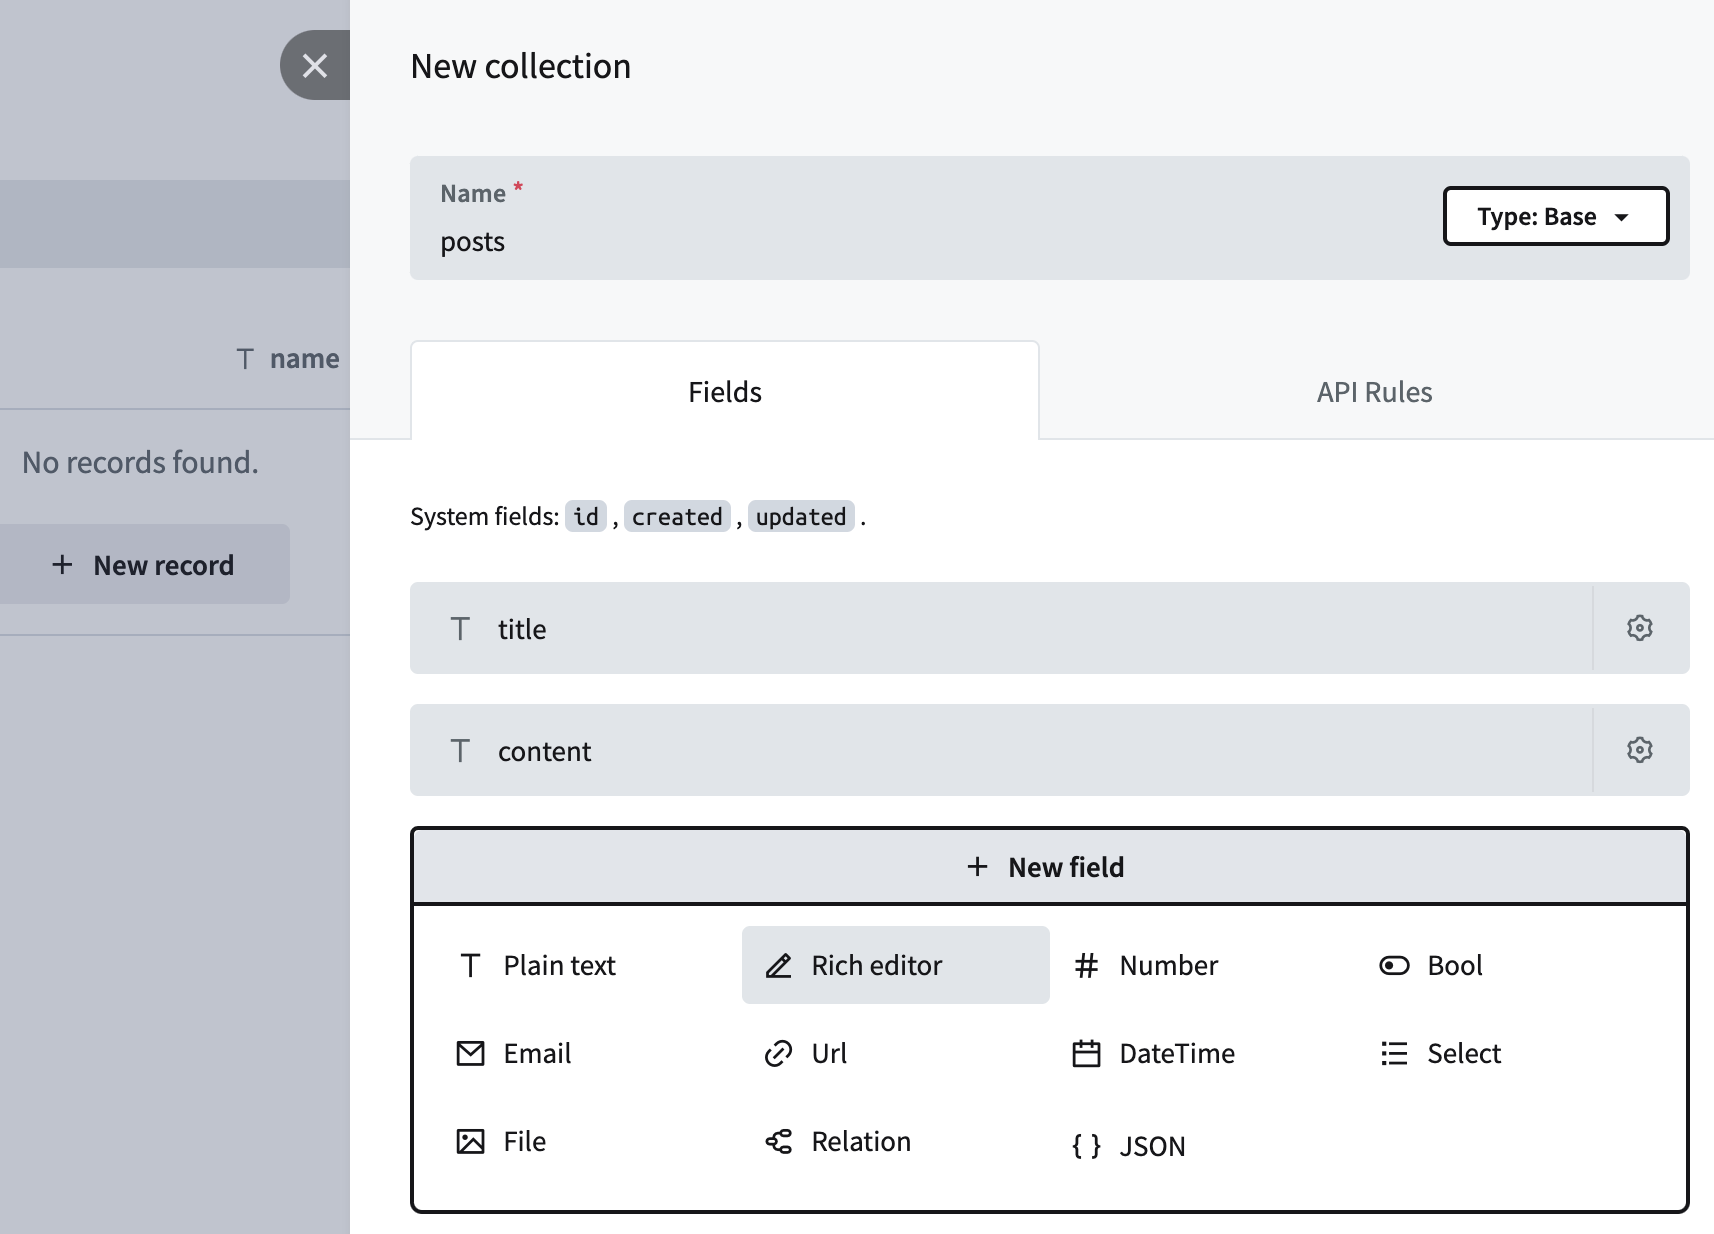 New collection
Name *
posts
Type: Base
name
No records found.
+ New record
Fields
API Rules
System fields: id , created , updated .
T title
T content
+ New field
T Plain text
Rich editor
# Number
Bool
Email
Url
DateTime
Select
File
Relation
{ } JSON